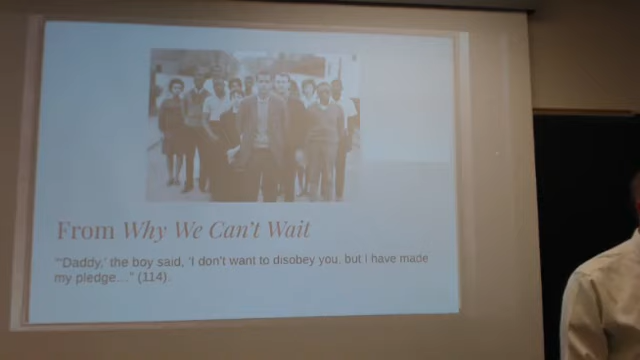 From Why We Can't Wait
"'Daddy,' the boy said, 'I don't want to disobey you, but I have made
my pledge...." (114).